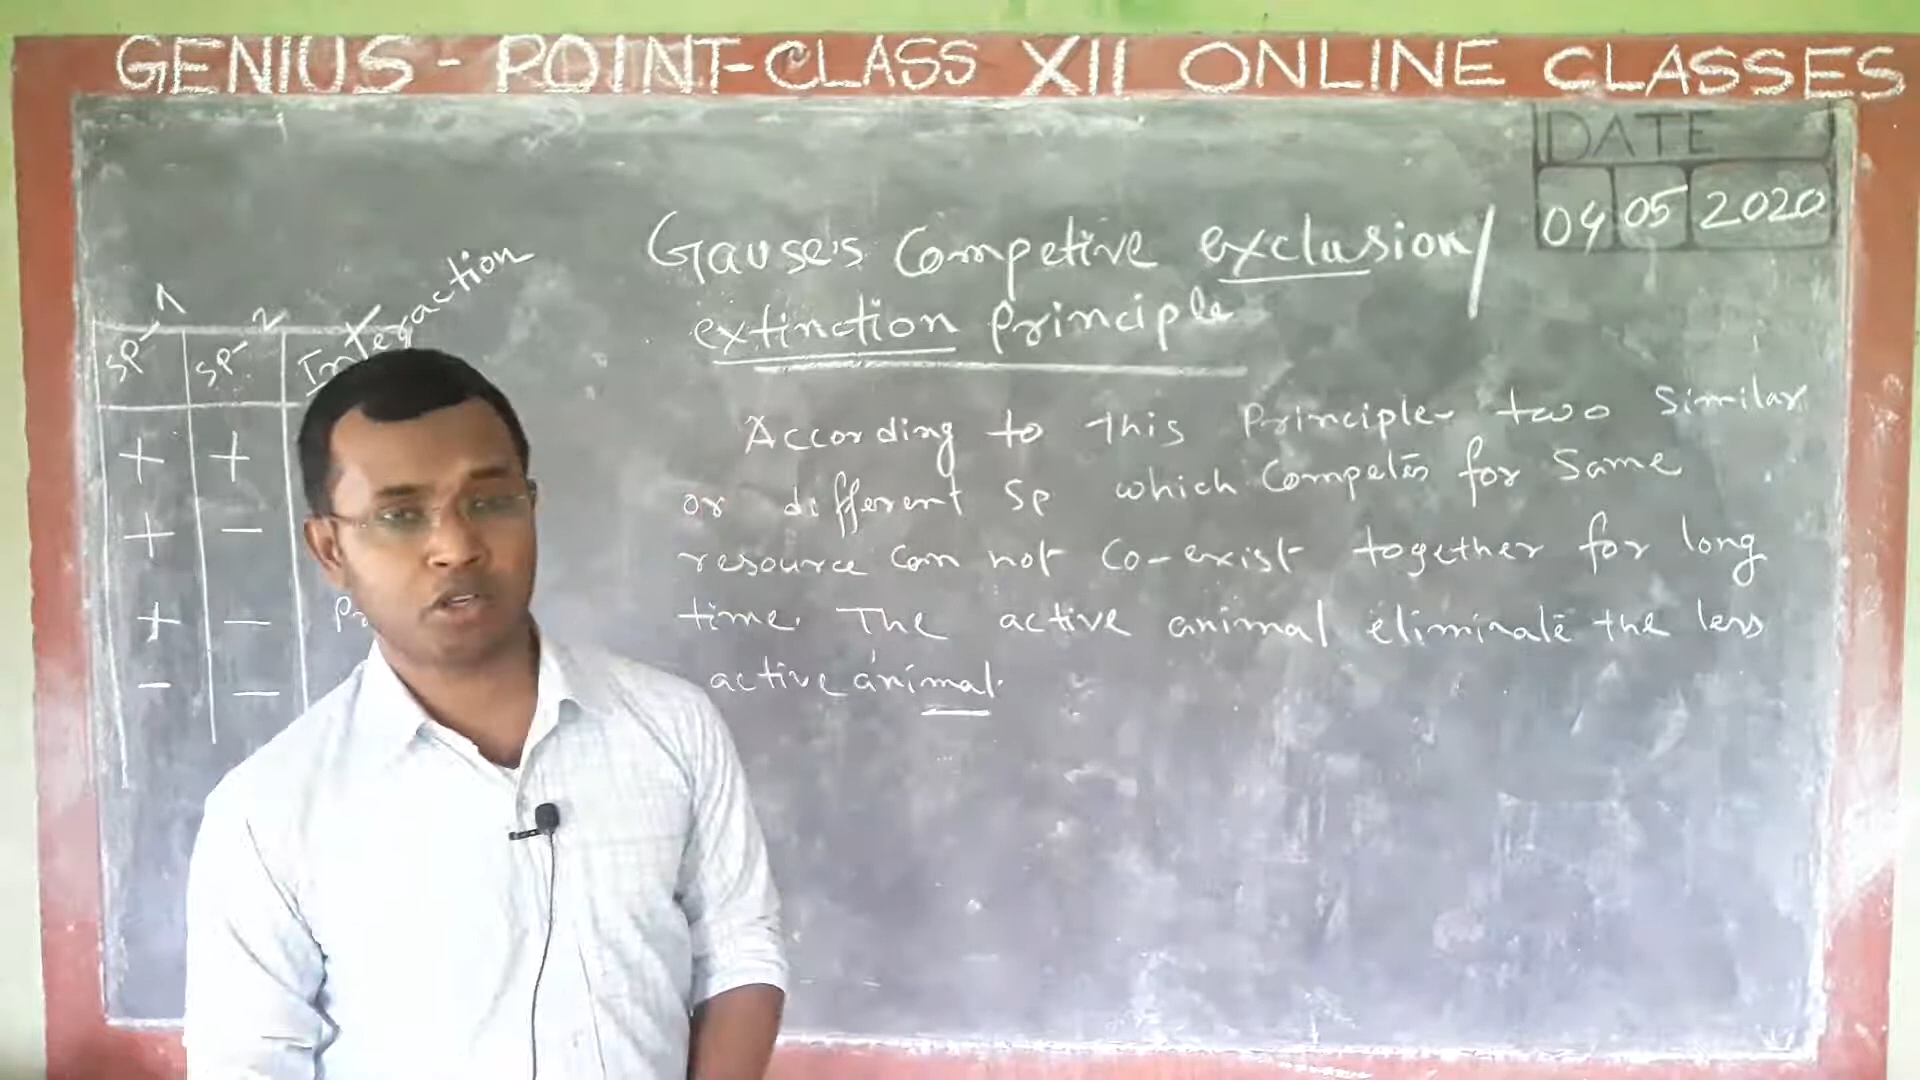 GENIUS - POINT-CLASS XII ONLINE CLASSES
DATE
04 05 2020
Gause's Competive exclusion/
extinction Principle
According to this Principle two similar
or different Sp which Competes for Same
resource can not Co-exist together for long
time. The active animal eliminate the less
active animal.
SP-1 SP-2 Interaction
+ +
+ -
+ -
- -